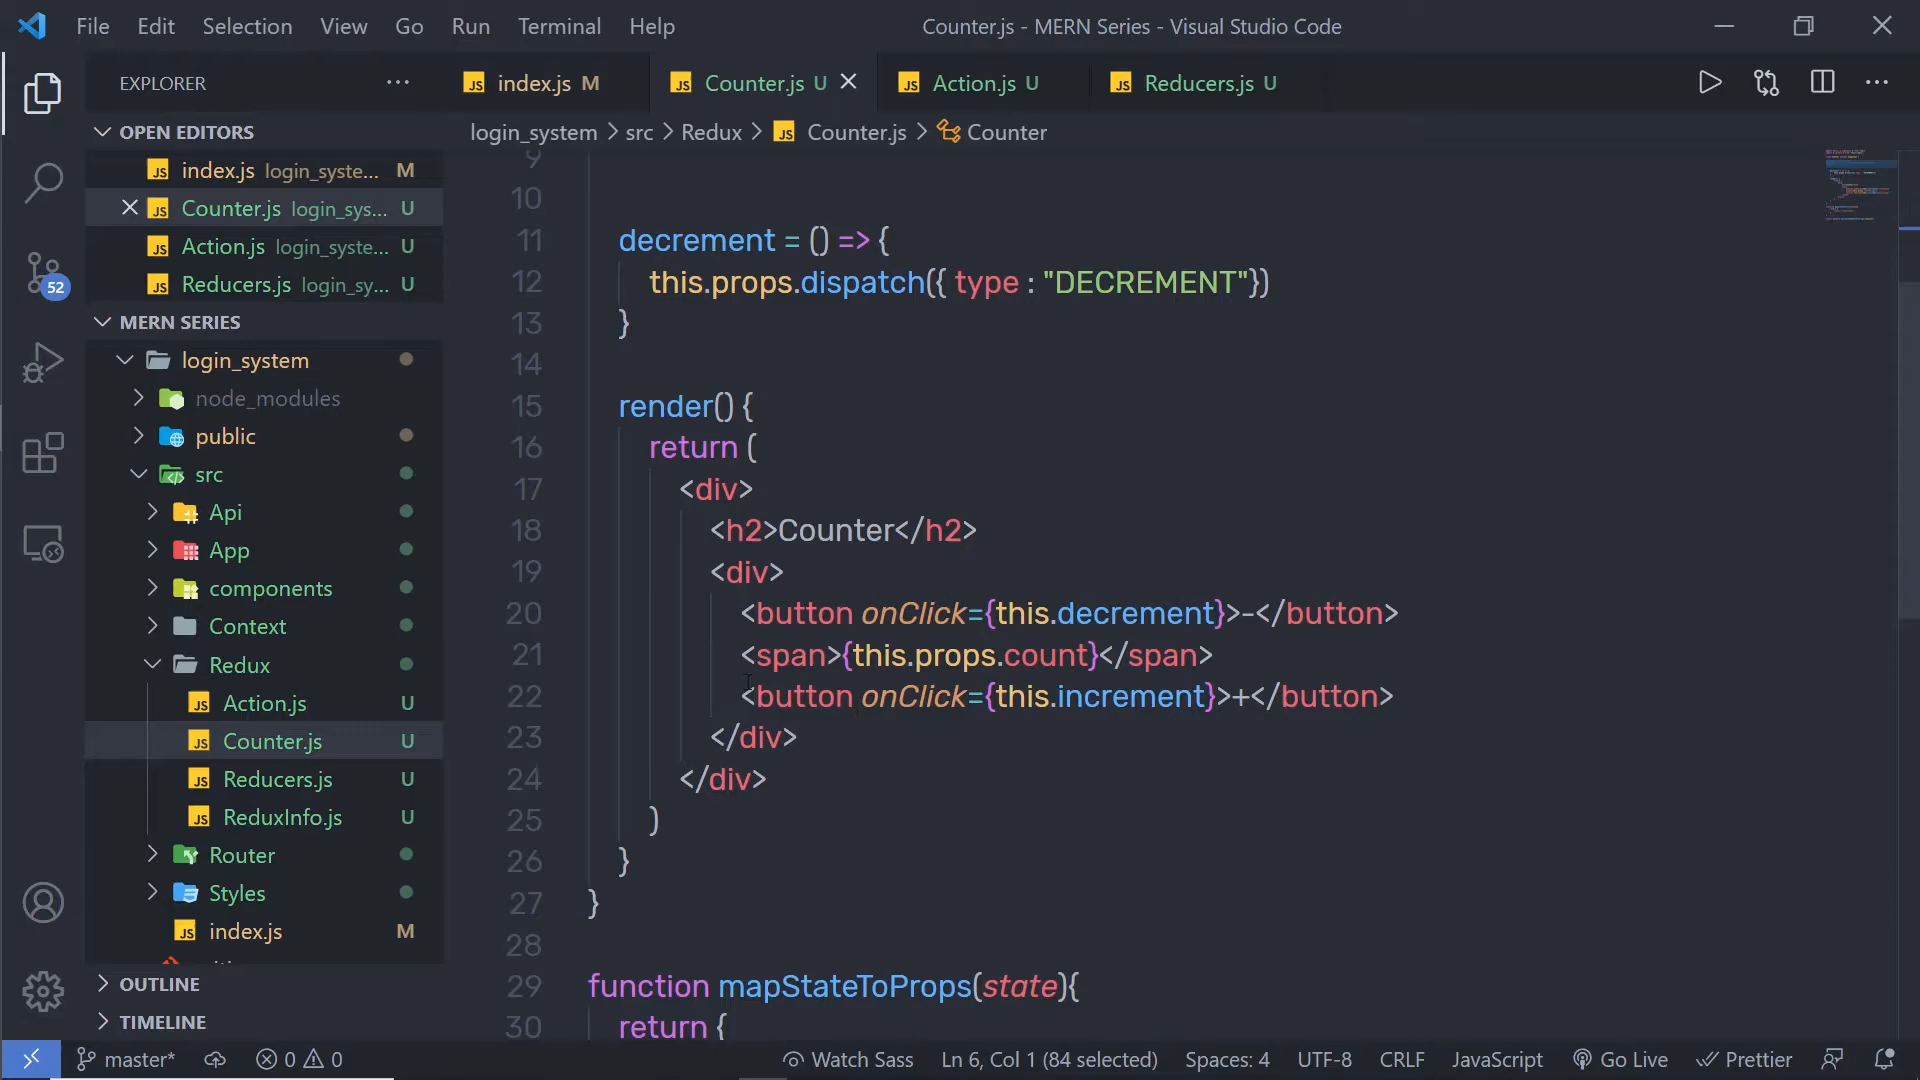 File Edit Selection View Go Run Terminal Help
Counter.js - MERN Series - Visual Studio Code
EXPLORER
index.js M
Counter.js U
Action.js U
Reducers.js U
OPEN EDITORS
index.js login_syste... M
Counter.js login_sys... U
Action.js login_syste... U
Reducers.js login_sy... U
52
MERN SERIES
login_system
node_modules
public
src
Api
App
components
Context
Redux
Action.js U
Counter.js U
Reducers.js U
ReduxInfo.js U
Router
Styles
index.js M
OUTLINE
TIMELINE
login_system > src > Redux > JS Counter.js > Counter
9
10
11 decrement = () => {
12 this.props.dispatch({ type : "DECREMENT"})
13 }
14
15 render() {
16 return (
17 <div>
18 <h2>Counter</h2>
19 <div>
20 <button onClick={this.decrement}>-</button>
21 <span>{this.props.count}</span>
22 <button onClick={this.increment}>+</button>
23 </div>
24 </div>
25 )
26 }
27 }
28
29 function mapStateToProps(state){
30 return {
master* 0 0 Watch Sass Ln 6, Col 1 (84 selected) Spaces: 4 UTF-8 CRLF JavaScript Go Live Prettier